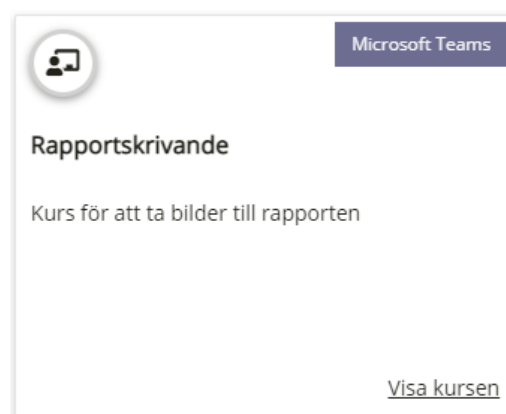 Microsoft Teams
Rapportskrivande
Kurs för att ta bilder till rapporten
Visa kursen